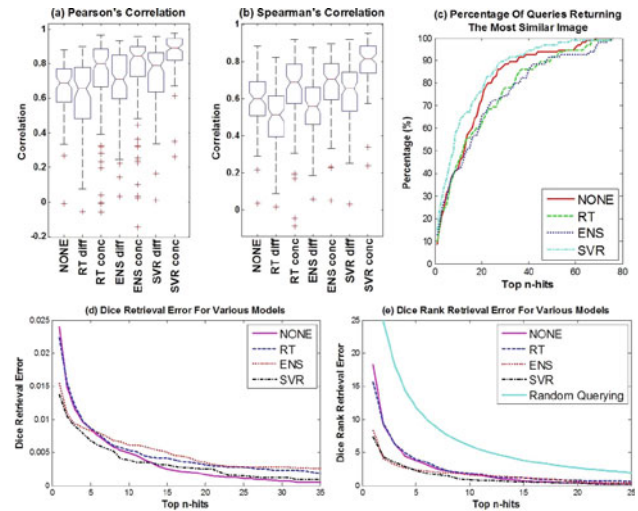 (a) Pearson's Correlation
Correlation
1
0.8
0.6
0.4
0.2
0
-0.2
NONE
RT diff
RT conc
ENS diff
ENS conc
SVR diff
SVR conc
(b) Spearman's Correlation
Correlation
1
0.8
0.6
0.4
0.2
0
NONE
RT diff
RT conc
ENS diff
ENS conc
SVR diff
SVR conc
(c) Percentage Of Queries Returning
The Most Similar Image
Percentage (%)
100
90
80
70
60
50
40
30
20
10
0
NONE
RT
ENS
SVR
0 20 40 60 80
Top n-hits
(d) Dice Retrieval Error For Various Models
Dice Retrieval Error
0.025
0.02
0.015
0.01
0.005
0
NONE
RT
ENS
SVR
0 5 10 15 20 25 30 35
Top n-hits
(e) Dice Rank Retrieval Error For Various Models
Dice Rank Retrieval Error
25
20
15
10
5
0
NONE
RT
ENS
SVR
Random Querying
0 5 10 15 20 25
Top n-hits